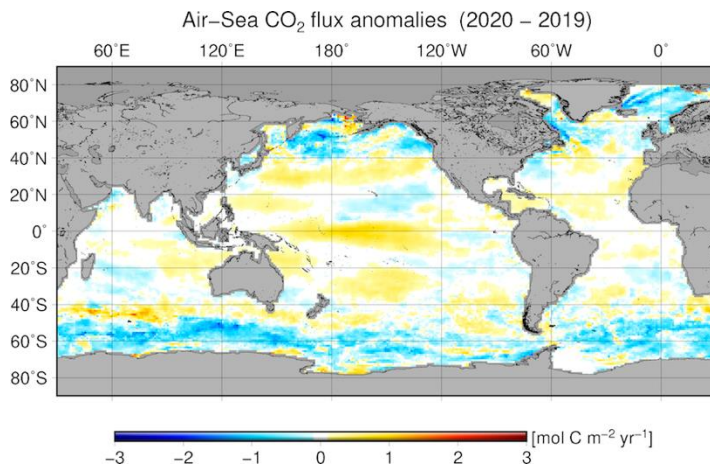 Air–Sea CO₂ flux anomalies (2020 – 2019)
60˚E 120˚E 180˚ 120˚W 60˚W 0˚
80˚N
60˚N
40˚N
20˚N
0˚
20˚S
40˚S
60˚S
80˚S
[mol C m⁻² yr⁻¹]
−3 −2 −1 0 1 2 3